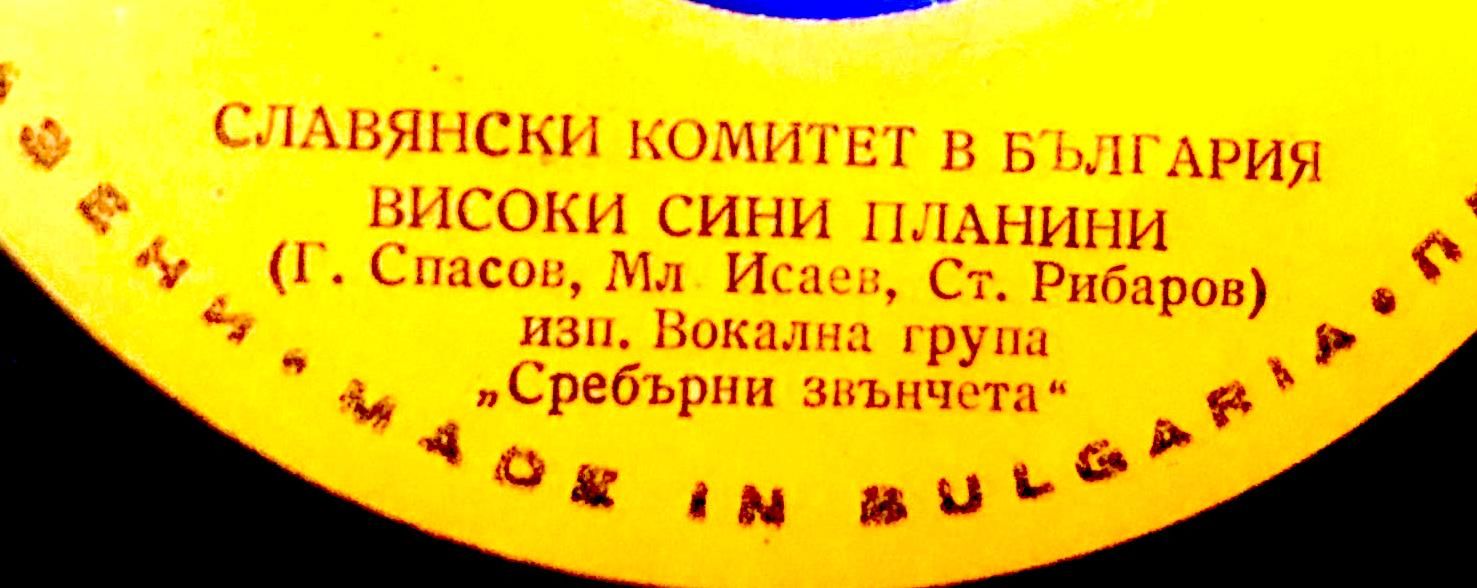 СЛАВЯНСКИ КОМИТЕТ В БЪЛГАРИЯ
ВИСОКИ СИНИ ПЛАНИНИ
(Г. Спасов, Мл. Исаев, Ст. Рибаров)
изп. Вокална група
„Сребърни звънчета“
MADE IN BULGARIA